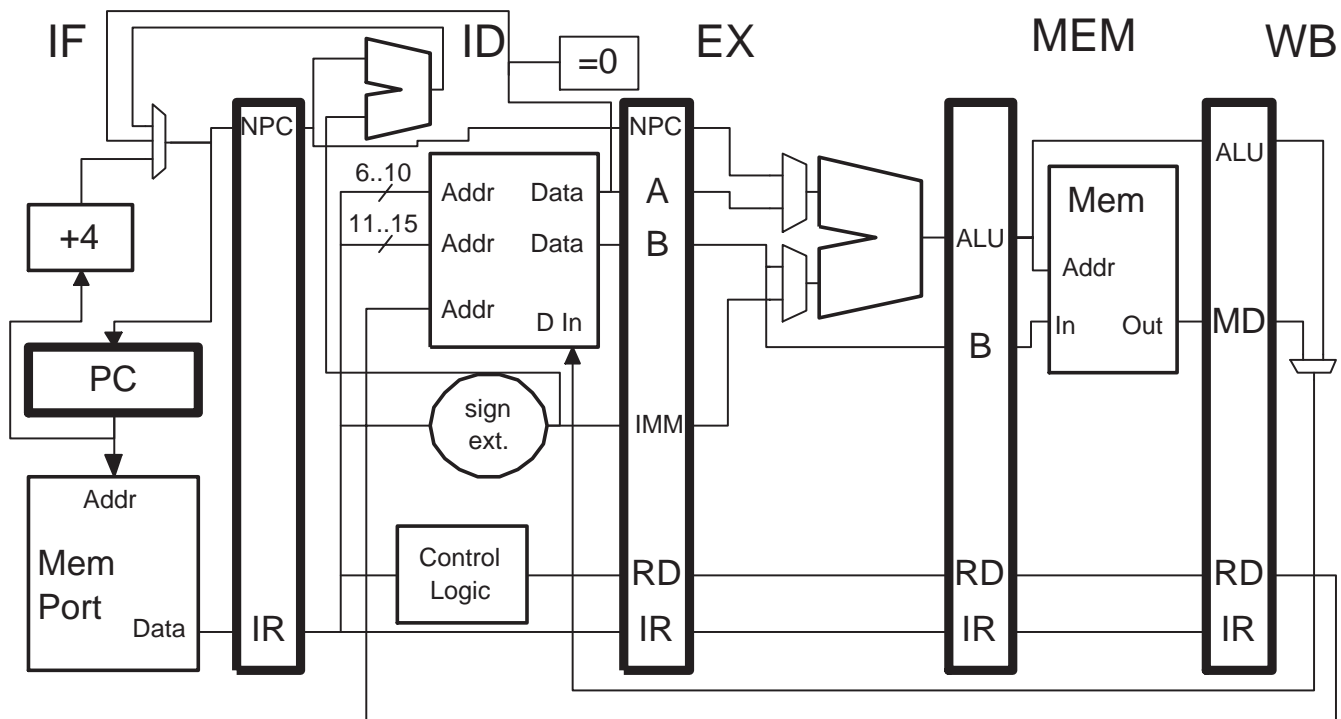 IF
ID
EX
MEM
WB
=0
NPC
NPC
6..10
Addr
Data
A
ALU
Mem
+4
11..15
Addr
Data
B
ALU
Addr
Addr
D In
In
Out
MD
PC
B
sign
ext.
IMM
Addr
Mem
Port
Data
Control
Logic
RD
RD
RD
IR
IR
IR
IR